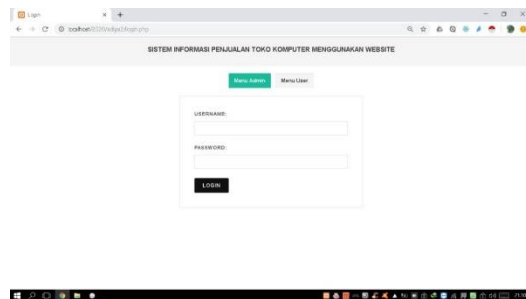 Login
SISTEM INFORMASI PENJUALAN TOKO KOMPUTER MENGGUNAKAN WEBSITE
Menu Admin Menu User
USERNAME:
PASSWORD:
LOGIN